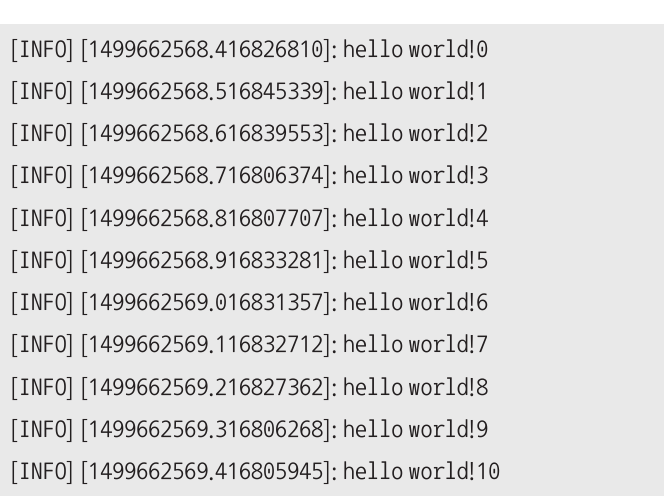 [INFO] [1499662568.416826810]: hello world!0
[INFO] [1499662568.516845339]: hello world!1
[INFO] [1499662568.616839553]: hello world!2
[INFO] [1499662568.716806374]: hello world!3
[INFO] [1499662568.816807707]: hello world!4
[INFO] [1499662568.916833281]: hello world!5
[INFO] [1499662569.016831357]: hello world!6
[INFO] [1499662569.116832712]: hello world!7
[INFO] [1499662569.216827362]: hello world!8
[INFO] [1499662569.316806268]: hello world!9
[INFO] [1499662569.416805945]: hello world!10